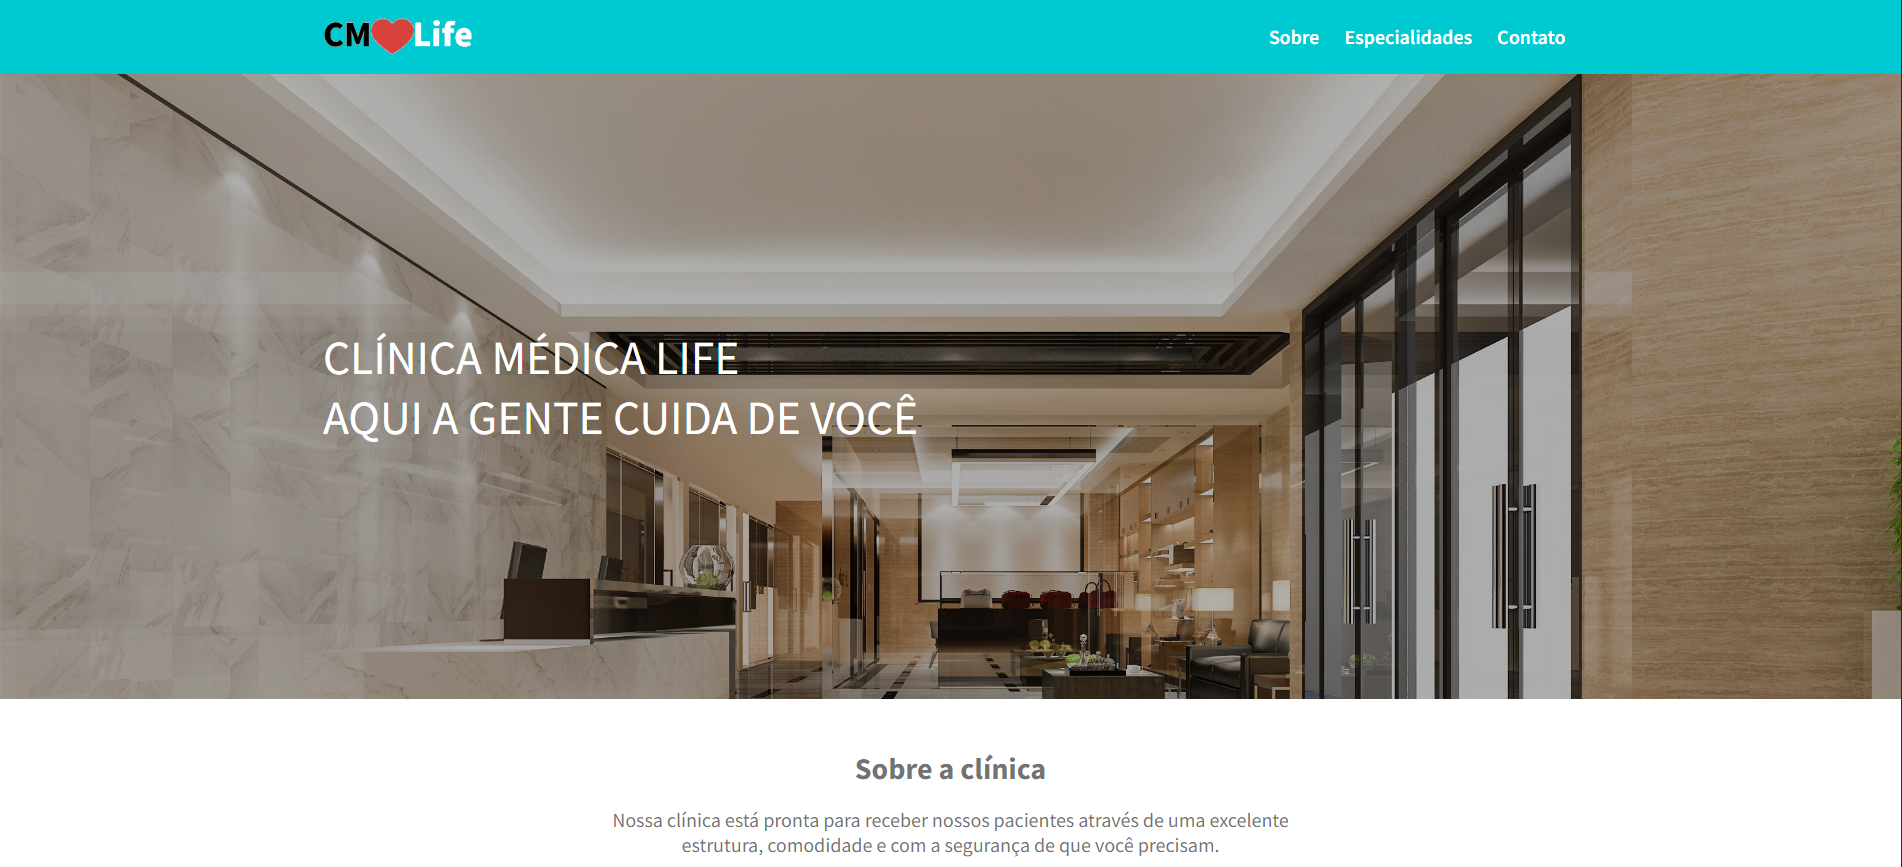 CM Life
Sobre Especialidades Contato
CLÍNICA MÉDICA LIFE
AQUI A GENTE CUIDA DE VOCÊ
Sobre a clínica
Nossa clínica está pronta para receber nossos pacientes através de uma excelente
estrutura, comodidade e com a segurança de que você precisam.